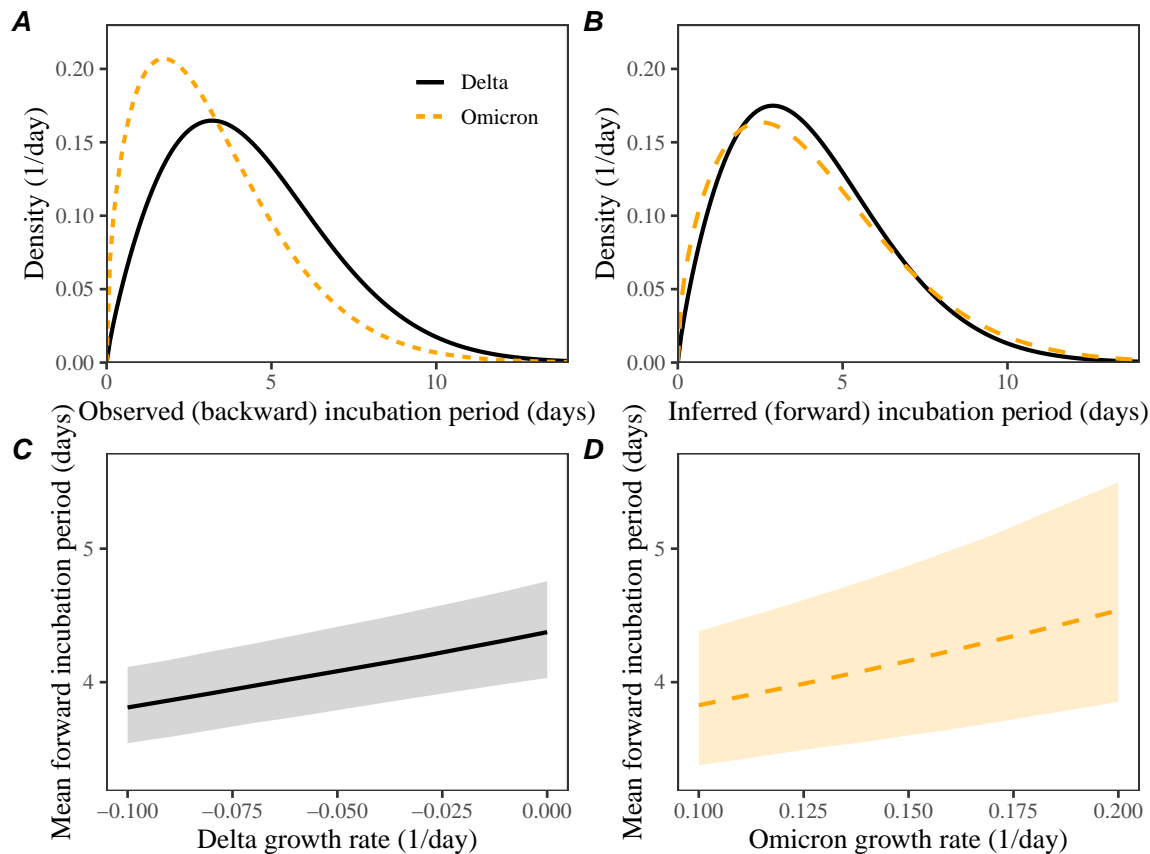 A
Density (1/day)
0.20
0.15
0.10
0.05
0.00
Delta
Omicron
0
5
10
Observed (backward) incubation period (days)
B
Density (1/day)
0.20
0.15
0.10
0.05
0.00
0
5
10
Inferred (forward) incubation period (days)
C
Mean forward incubation period (days)
5
4
−0.100
−0.075
−0.050
−0.025
0.000
Delta growth rate (1/day)
D
Mean forward incubation period (days)
5
4
0.100
0.125
0.150
0.175
0.200
Omicron growth rate (1/day)